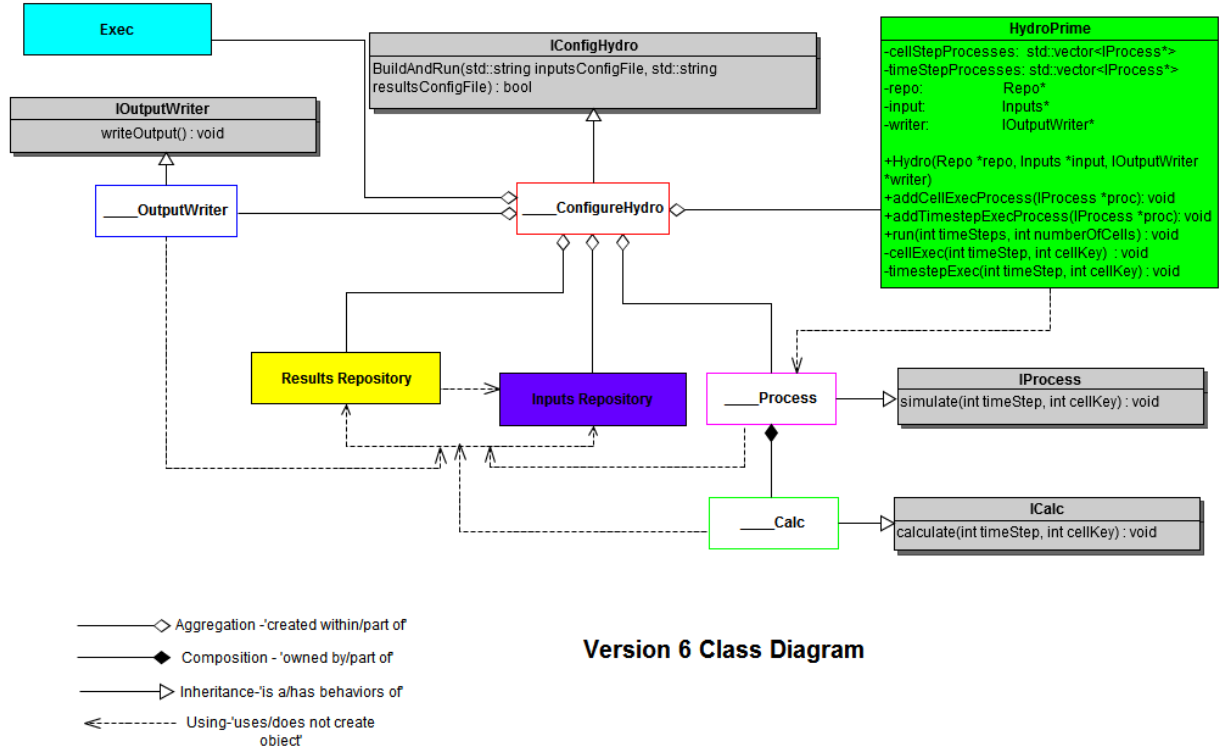 Exec
IConfigHydro
BuildAndRun(std::string inputsConfigFile, std::string
resultsConfigFile) : bool
HydroPrime
-cellStepProcesses: std::vector<IProcess*>
-timeStepProcesses: std::vector<IProcess*>
-repo: Repo*
-input: Inputs*
-writer: IOutputWriter*
+Hydro(Repo *repo, Inputs *input, IOutputWriter
*writer)
+addCellExecProcess(IProcess *proc): void
+addTimestepExecProcess(IProcess *proc): void
+run(int timeSteps, int numberOfCells) : void
-cellExec(int timeStep, int cellKey) : void
-timestepExec(int timeStep, int cellKey) : void
IOutputWriter
writeOutput() : void
____OutputWriter
____ConfigureHydro
Results Repository
Inputs Repository
____Process
IProcess
simulate(int timeStep, int cellKey) : void
____Calc
ICalc
calculate(int timeStep, int cellKey) : void
Aggregation -'created within/part of'
Composition - 'owned by/part of'
Inheritance-'is a/has behaviors of'
Using-'uses/does not create
object'
Version 6 Class Diagram